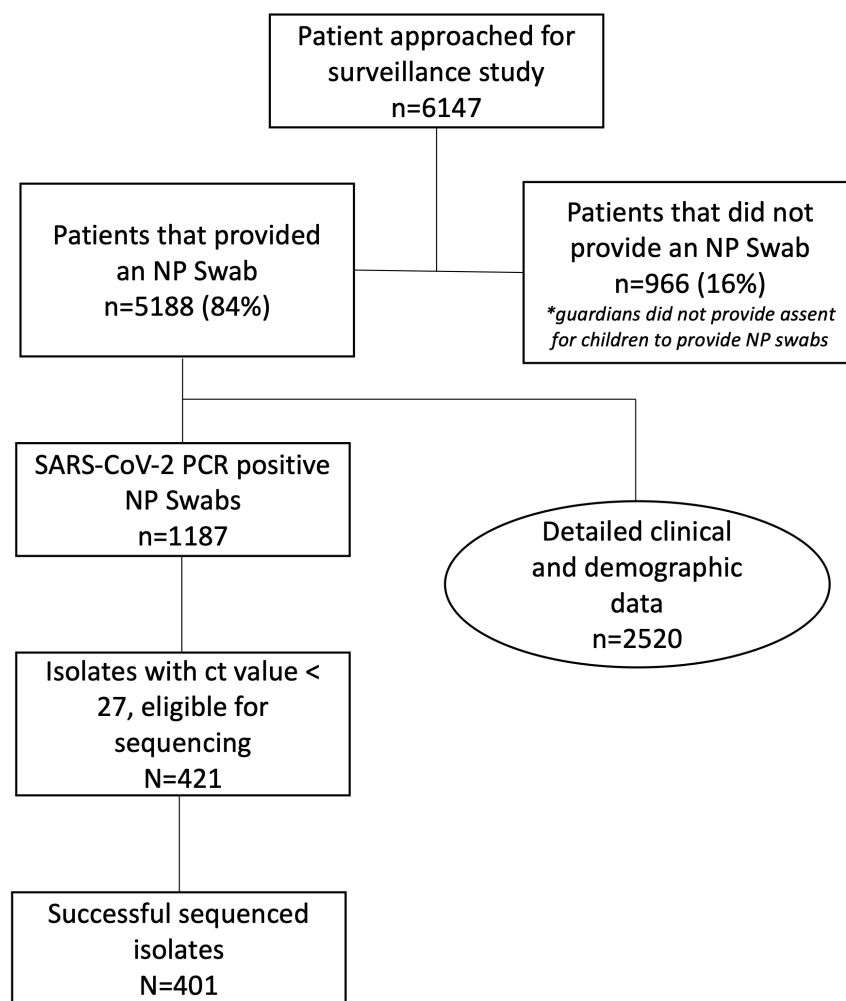 Patient approached for
surveillance study
n=6147
Patients that provided
an NP Swab
n=5188 (84%)
Patients that did not
provide an NP Swab
n=966 (16%)
*guardians did not provide assent
for children to provide NP swabs
SARS-CoV-2 PCR positive
NP Swabs
n=1187
Detailed clinical
and demographic
data
n=2520
Isolates with ct value <
27, eligible for
sequencing
N=421
Successful sequenced
isolates
N=401